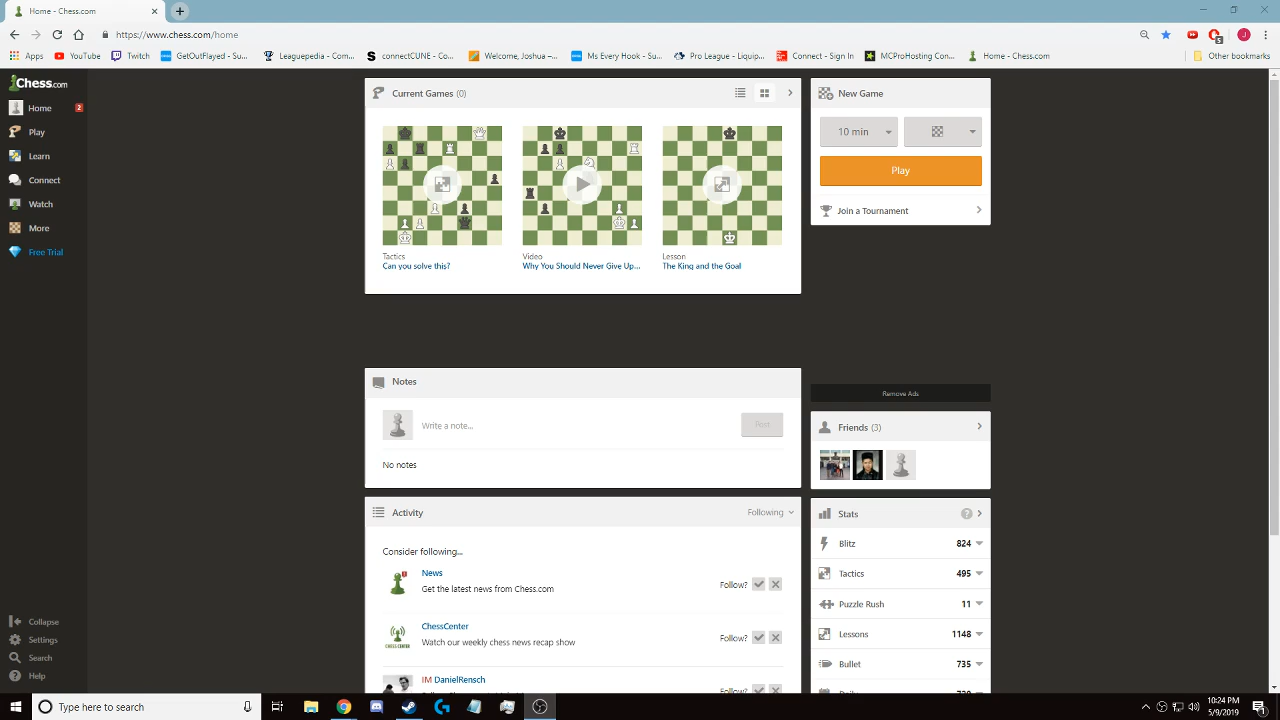 Home - Chess.com
https://www.chess.com/home
Apps
YouTube
Twitch
GetOutPlayed - Su...
Leaguepedia - Com...
connectCUNE - Co...
Welcome, Joshua –...
Ms Every Hook - Su...
Pro League - Liquip...
Connect - Sign In
MCProHosting Con...
Home - Chess.com
Other bookmarks
Chess.com
Home
2
Play
Learn
Connect
Watch
More
Free Trial
Collapse
Settings
Search
Help
Current Games (0)
Tactics
Can you solve this?
Video
Why You Should Never Give Up...
Lesson
The King and the Goal
Notes
Write a note...
Post
No notes
Activity
Following
Consider following...
News
Get the latest news from Chess.com
Follow?
ChessCenter
Watch our weekly chess news recap show
Follow?
IM DanielRensch
New Game
10 min
Play
Join a Tournament
Remove Ads
Friends (3)
Stats
?
Blitz
824
Tactics
495
Puzzle Rush
11
Lessons
1148
Bullet
735
Type here to search
10:24 PM
5/9/2019